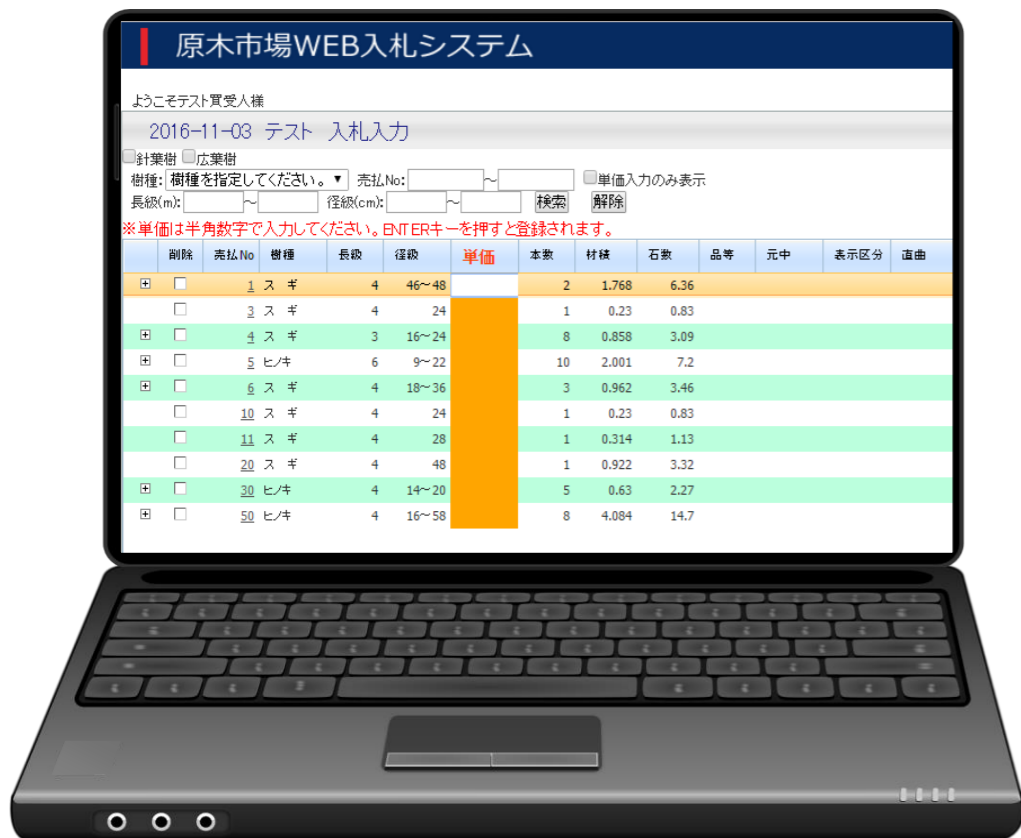 原木市場WEB入札システム
ようこそテスト買受人様
2016-11-03 テスト 入札入力
針葉樹 広葉樹
樹種: 樹種を指定してください。▼ 売払No: ～ 単価入力のみ表示
長級(m): ～ 径級(cm): ～ 検索 解除
※単価は半角数字で入力してください。ENTERキーを押すと登録されます。
削除 売払No 樹種 長級 径級 単価 本数 材積 石数 品等 元中 表示区分 直曲
1 ス ギ 4 46～48 2 1.768 6.36
3 ス ギ 4 24 1 0.23 0.83
4 ス ギ 3 16～24 8 0.858 3.09
5 ヒノキ 6 9～22 10 2.001 7.2
6 ス ギ 4 18～36 3 0.962 3.46
10 ス ギ 4 24 1 0.23 0.83
11 ス ギ 4 28 1 0.314 1.13
20 ス ギ 4 48 1 0.922 3.32
30 ヒノキ 4 14～20 5 0.63 2.27
50 ヒノキ 4 16～58 8 4.084 14.7